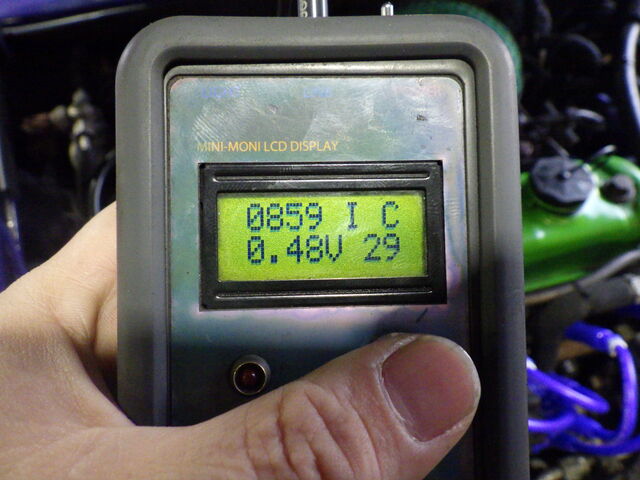 MINI-MONI LCD DISPLAY
0859 I C
0.48V 29